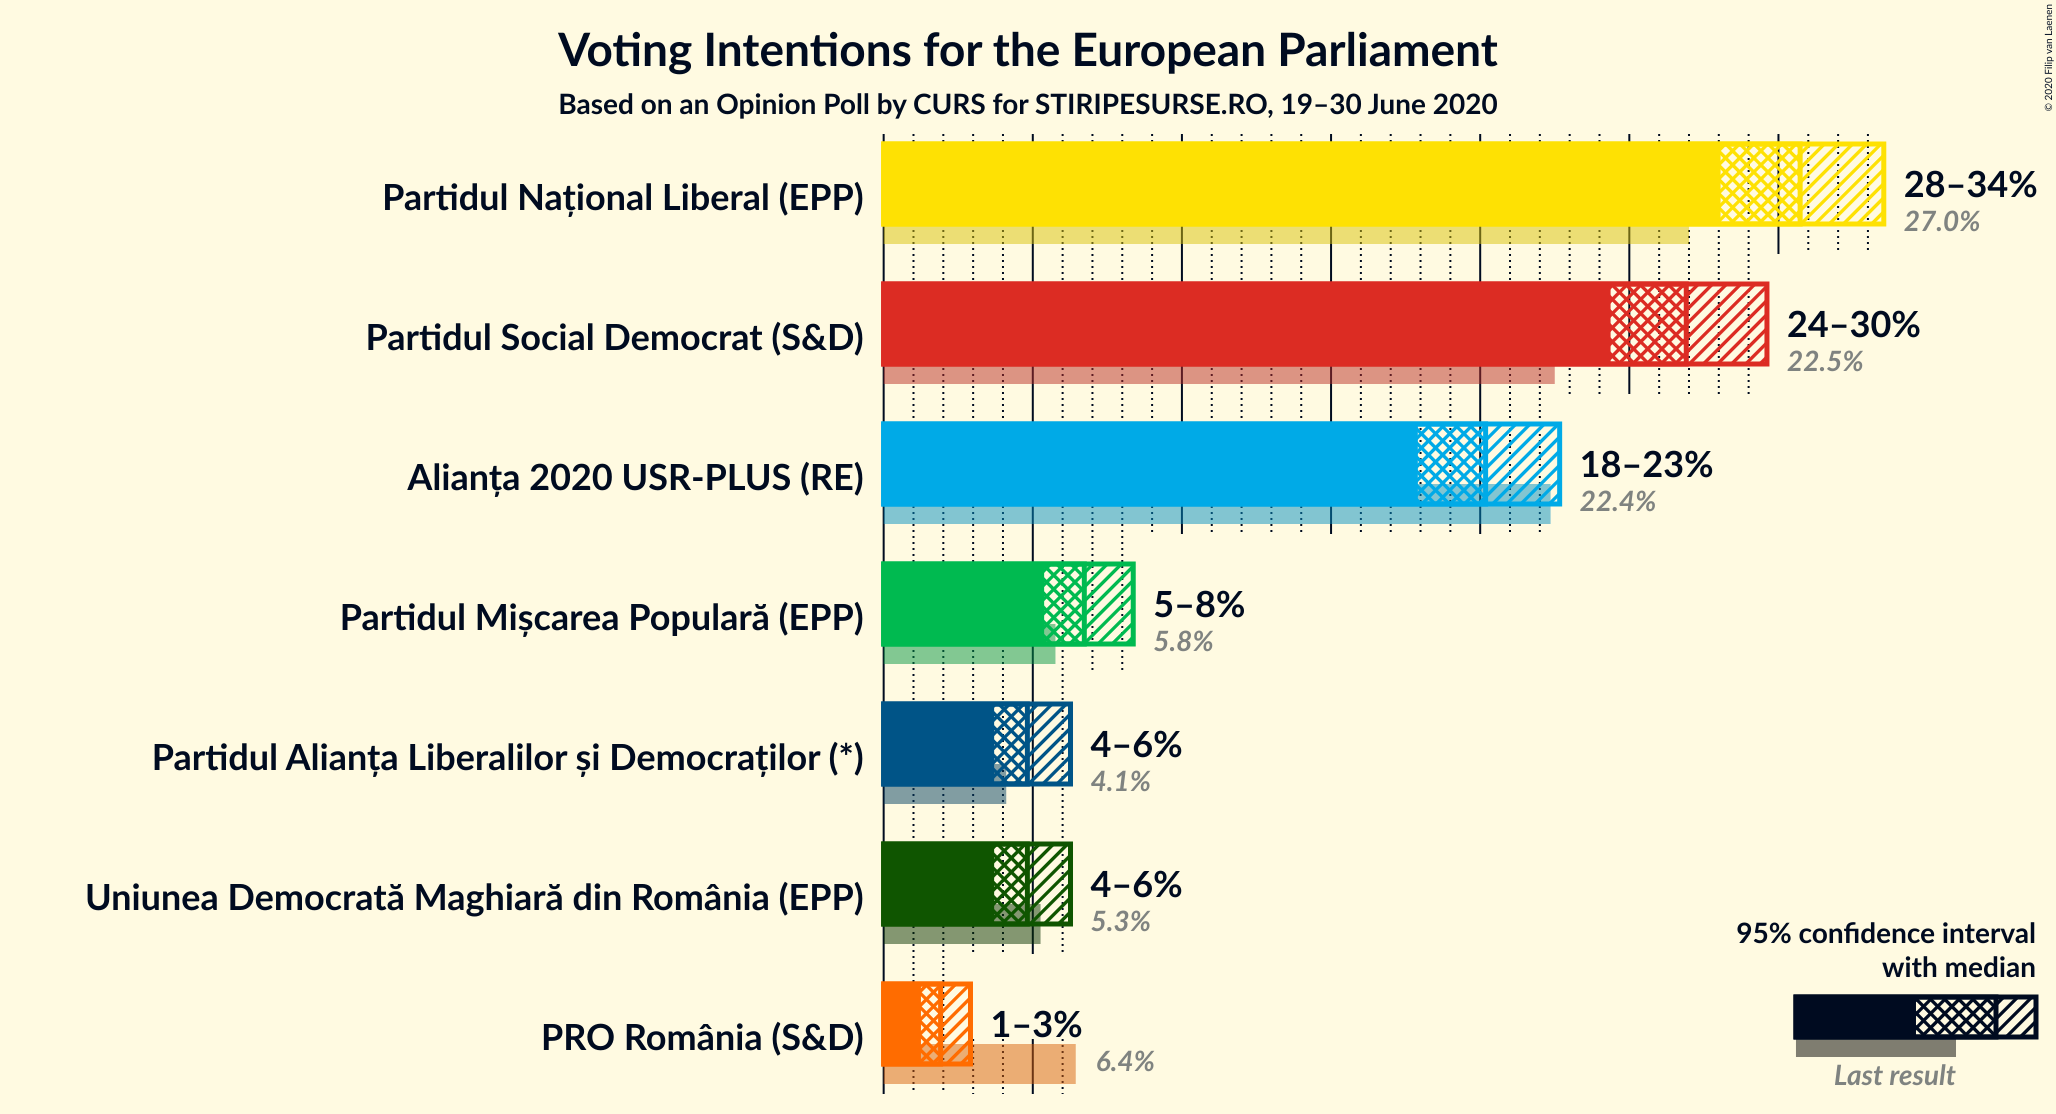 Voting Intentions for the European Parliament
Based on an Opinion Poll by CURS for STIRIPESURSE.RO, 19–30 June 2020
© 2020 Filip van Laenen
Partidul Național Liberal (EPP)
28–34%
27.0%
Partidul Social Democrat (S&D)
24–30%
22.5%
Alianța 2020 USR-PLUS (RE)
18–23%
22.4%
Partidul Mișcarea Populară (EPP)
5–8%
5.8%
Partidul Alianța Liberalilor și Democraților (*)
4–6%
4.1%
Uniunea Democrată Maghiară din România (EPP)
4–6%
5.3%
PRO România (S&D)
1–3%
6.4%
95% confidence interval
with median
Last result